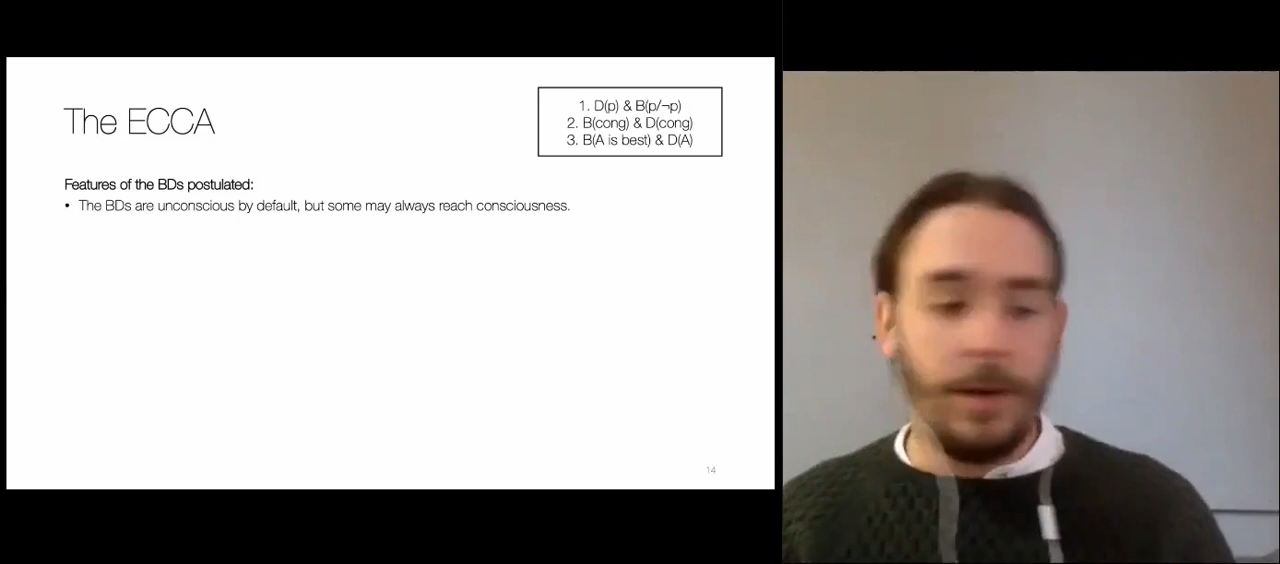 The ECCA
1. D(p) & B(p/¬p)
2. B(cong) & D(cong)
3. B(A is best) & D(A)
Features of the BDs postulated:
• The BDs are unconscious by default, but some may always reach consciousness.
14